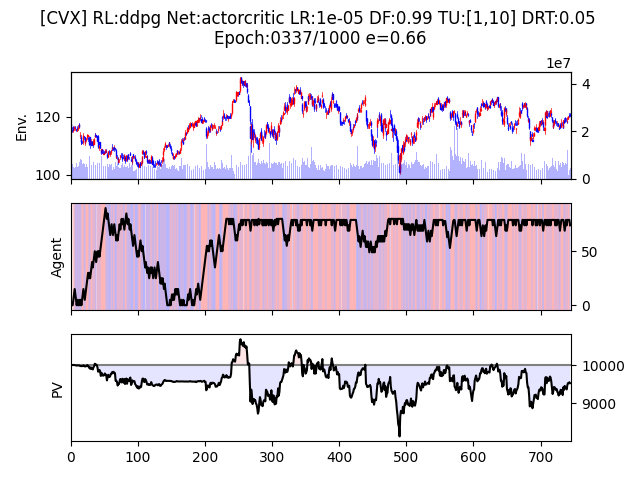 [CVX] RL:ddpg Net:actorcritic LR:1e-05 DF:0.99 TU:[1,10] DRT:0.05
Epoch:0337/1000 e=0.66
1e7
Env.
120
100
4
2
0
Agent
50
0
PV
10000
9000
0 100 200 300 400 500 600 700